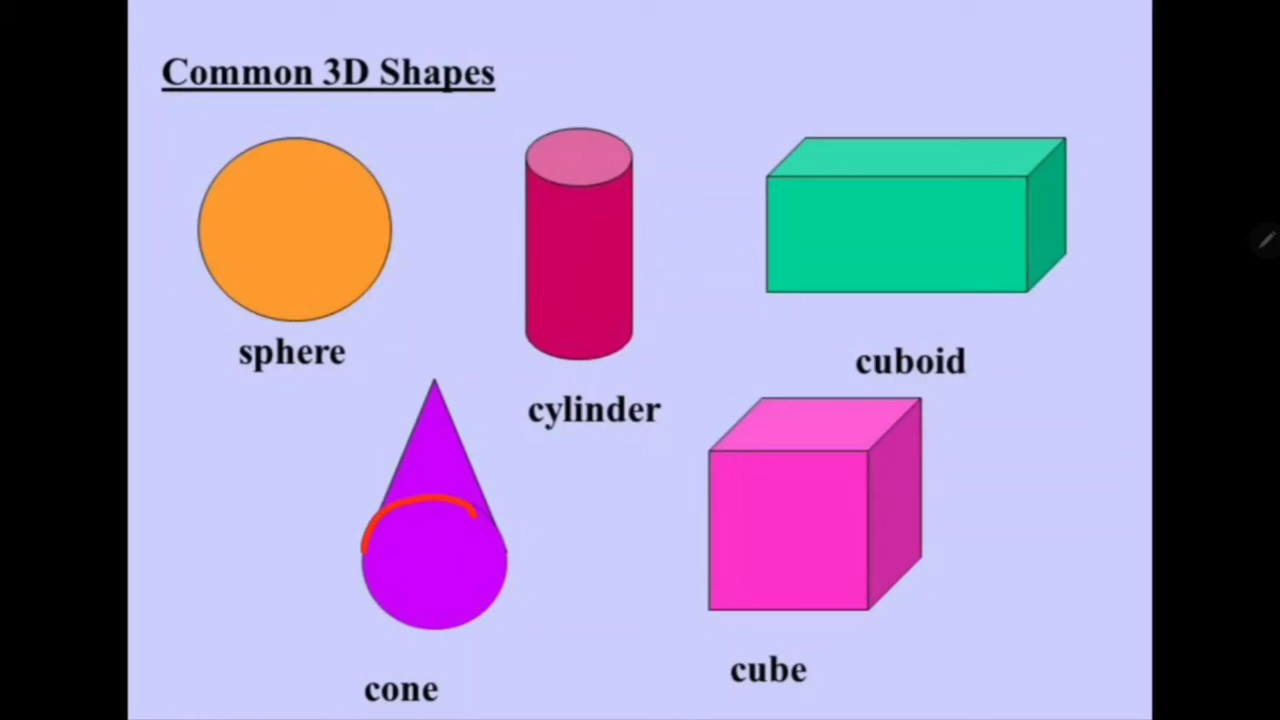 Common 3D Shapes
sphere
cylinder
cuboid
cone
cube